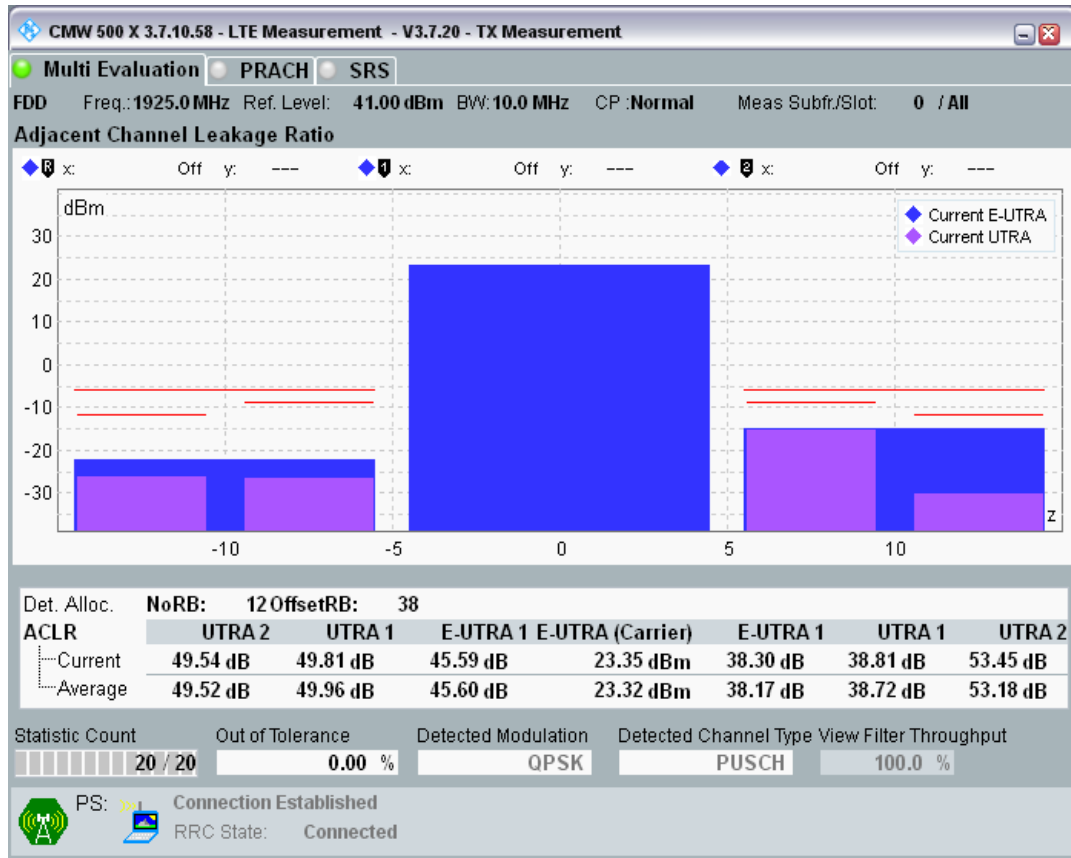 CMW 500 X 3.7.10.58 - LTE Measurement - V3.7.20 - TX Measurement
Multi Evaluation PRACH SRS
FDD Freq.: 1925.0 MHz Ref. Level: 41.00 dBm BW: 10.0 MHz CP : Normal Meas Subfr./Slot: 0 / All
Adjacent Channel Leakage Ratio
R x: Off y: --- 1 x: Off y: --- 2 x: Off y: ---
dBm
Current E-UTRA
Current UTRA
30
20
10
0
-10
-20
-30
z
-10 -5 0 5 10
Det. Alloc. NoRB: 12 OffsetRB: 38
ACLR UTRA 2 UTRA 1 E-UTRA 1 E-UTRA (Carrier) E-UTRA 1 UTRA 1 UTRA 2
Current 49.54 dB 49.81 dB 45.59 dB 23.35 dBm 38.30 dB 38.81 dB 53.45 dB
Average 49.52 dB 49.96 dB 45.60 dB 23.32 dBm 38.17 dB 38.72 dB 53.18 dB
Statistic Count Out of Tolerance Detected Modulation Detected Channel Type View Filter Throughput
20 / 20 0.00 % QPSK PUSCH 100.0 %
PS: Connection Established
RRC State: Connected